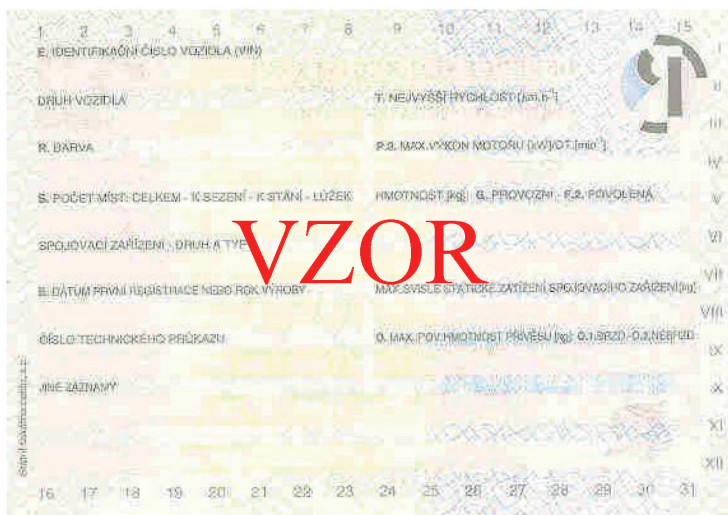 1 2 3 4 5 6 7 8 9 10 11 12 13 14 15
E. IDENTIFIKAČNÍ ČÍSLO VOZIDLA (VIN)
I
II
DRUH VOZIDLA
T. NEJVYŠŠÍ RYCHLOST [km.h⁻¹]
III
R. BARVA
P.2. MAX. VÝKON MOTORU [kW]/OT. [min⁻¹]
IV
S. POČET MÍST: CELKEM - K SEZENÍ - K STÁNÍ - LŮŽEK
HMOTNOST [kg]: G. PROVOZNÍ - F.2. POVOLENÁ
V
VZOR
SPOJOVACÍ ZAŘÍZENÍ - DRUH A TYP
VI
VII
B. DATUM PRVNÍ REGISTRACE NEBO ROK VÝROBY
MAX. SVISLÉ STATICKÉ ZATÍŽENÍ SPOJOVACÍHO ZAŘÍZENÍ [kg]
VIII
ČÍSLO TECHNICKÉHO PRŮKAZU
O. MAX. POV. HMOTNOST PŘÍVĚSU [kg]: O.1. BRZD. - O.2. NEBRZD.
IX
JINÉ ZÁZNAMY
X
XI
XII
16 17 18 19 20 21 22 23 24 25 26 27 28 29 30 31